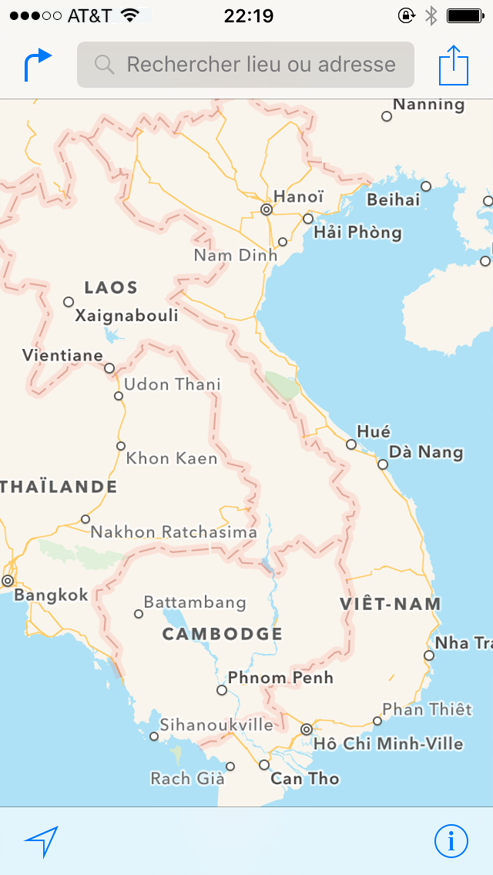 AT&T 22:19
Rechercher lieu ou adresse
Nanning
Beihai
Hanoï
Hải Phòng
Nam Dinh
LAOS
Xaignabouli
Vientiane
Udon Thani
Hué
Dà Nang
Khon Kaen
THAÏLANDE
Nakhon Ratchasima
Bangkok
Battambang
VIÊT-NAM
CAMBODGE
Nha Tra
Phnom Penh
Phan Thiêt
Sihanoukville
Hô Chi Minh-Ville
Rach Già
Can Tho